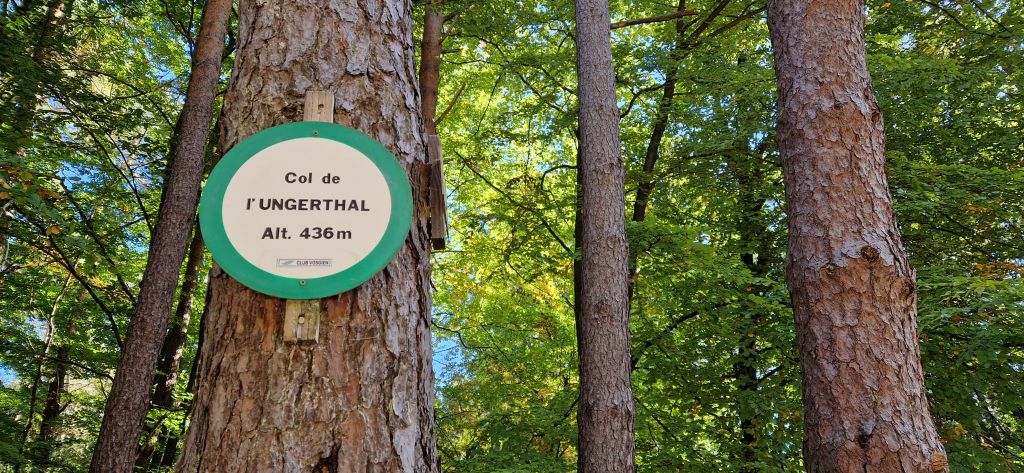 Col de
l'UNGERTHAL
Alt. 436m
CLUB VOSGIEN